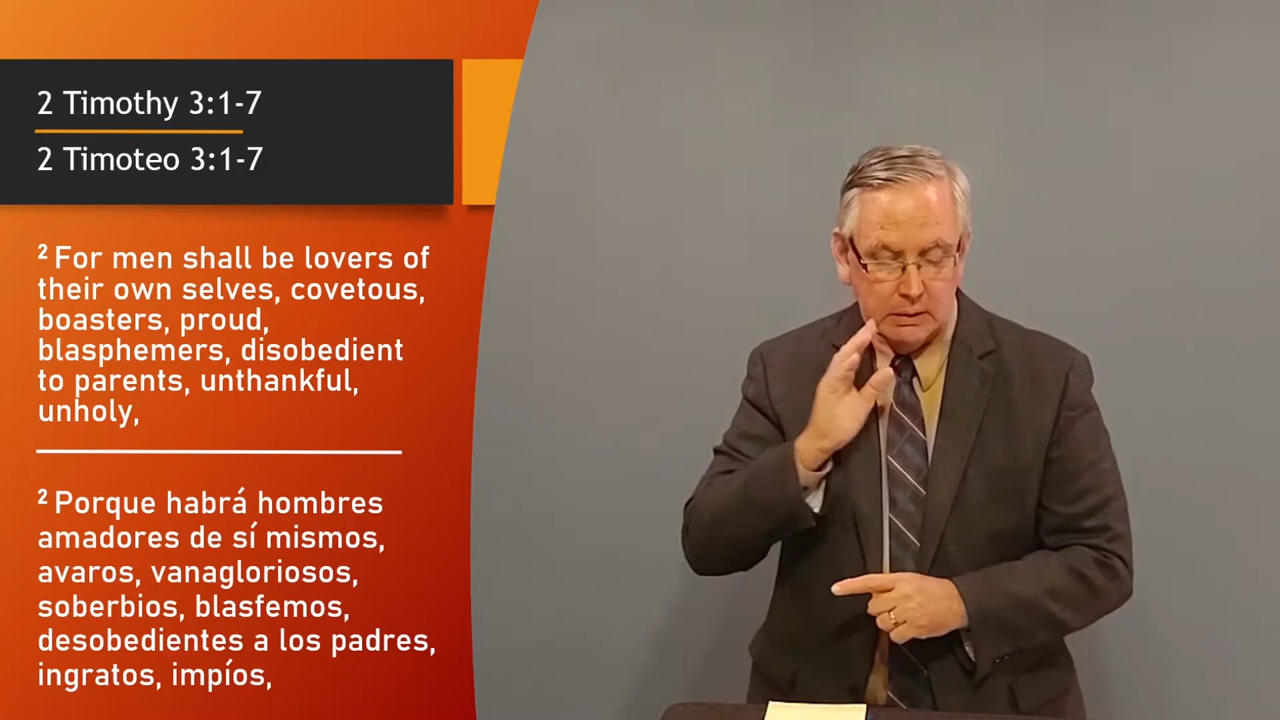 2 Timothy 3:1-7
2 Timoteo 3:1-7
2 For men shall be lovers of
their own selves, covetous,
boasters, proud,
blasphemers, disobedient
to parents, unthankful,
unholy,
2 Porque habrá hombres
amadores de sí mismos,
avaros, vanagloriosos,
soberbios, blasfemos,
desobedientes a los padres,
ingratos, impíos,